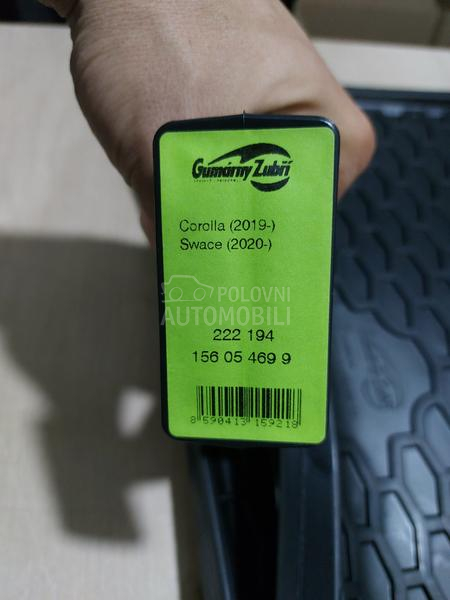 Gumárny Zubří
Corolla (2019-)
Swace (2020-)
POLOVNI
AUTOMOBILI
222 194
156 05 469 9
8 590413 159218